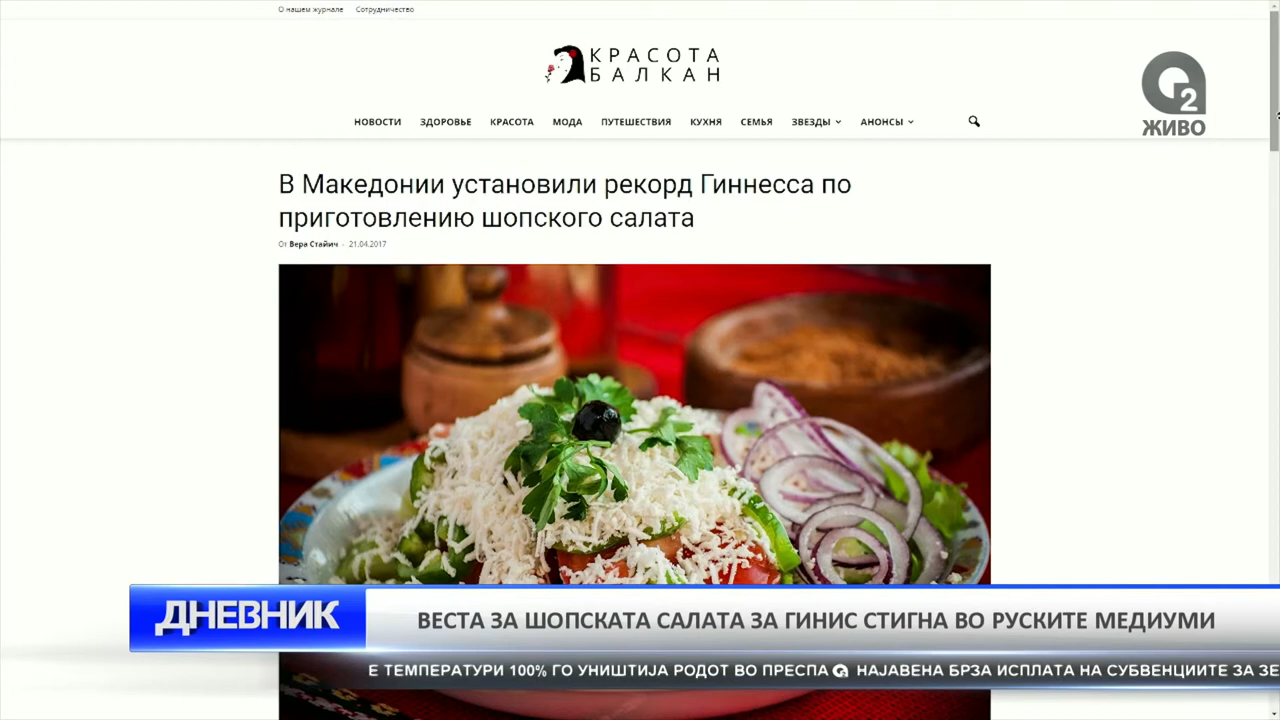 О нашем журнале Сотрудничество
КРАСОТА
БАЛКАН
2
ЖИВО
НОВОСТИ ЗДОРОВЬЕ КРАСОТА МОДА ПУТЕШЕСТВИЯ КУХНЯ СЕМЬЯ ЗВЕЗДЫ АНОНСЫ
В Македонии установили рекорд Гиннесса по
приготовлению шопского салата
От Вера Стайич - 21.04.2017
ДНЕВНИК
ВЕСТА ЗА ШОПСКАТА САЛАТА ЗА ГИНИС СТИГНА ВО РУСКИТЕ МЕДИУМИ
Е ТЕМПЕРАТУРИ 100% ГО УНИШТИЈА РОДОТ ВО ПРЕСПА НАЈАВЕНА БРЗА ИСПЛАТА НА СУБВЕНЦИИТЕ ЗА ЗЕ